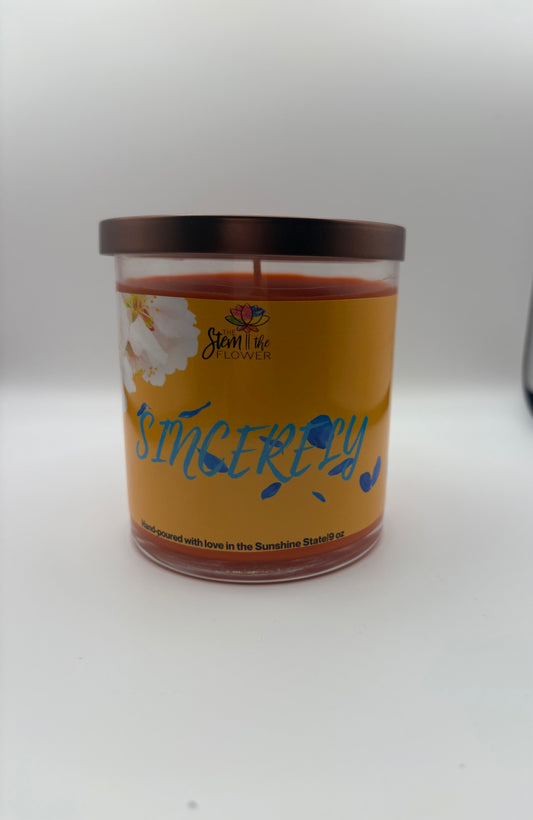 THE
Stem the
FLOWER
SINCERELY
Hand-poured with love in the Sunshine State|9 oz